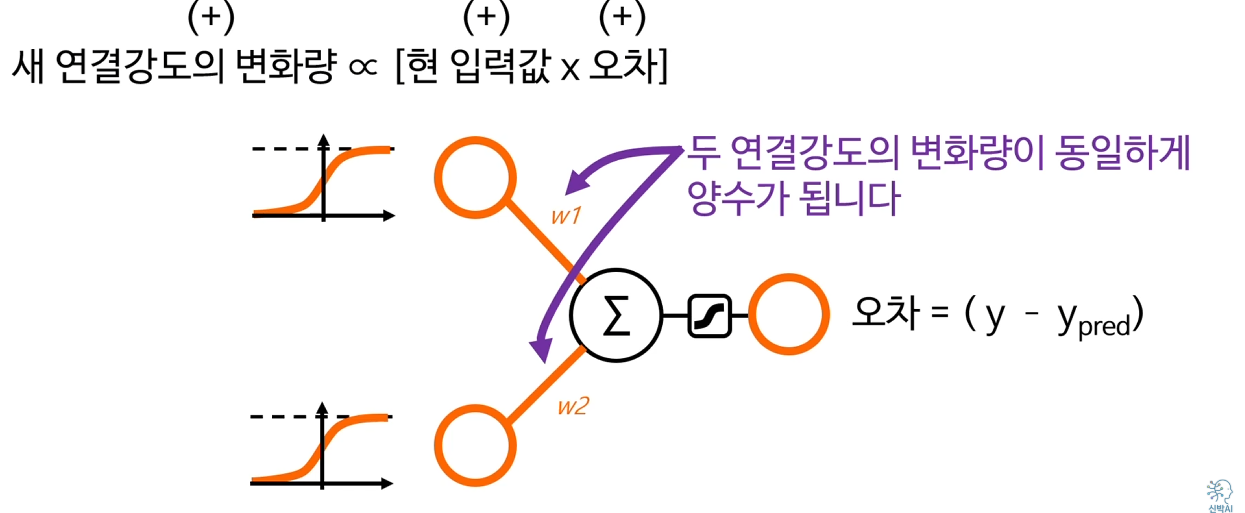 (+) (+) (+)
새 연결강도의 변화량 ∝ [현 입력값 x 오차]
두 연결강도의 변화량이 동일하게
양수가 됩니다
w1
Σ
오차 = ( y - ypred)
w2
신박AI